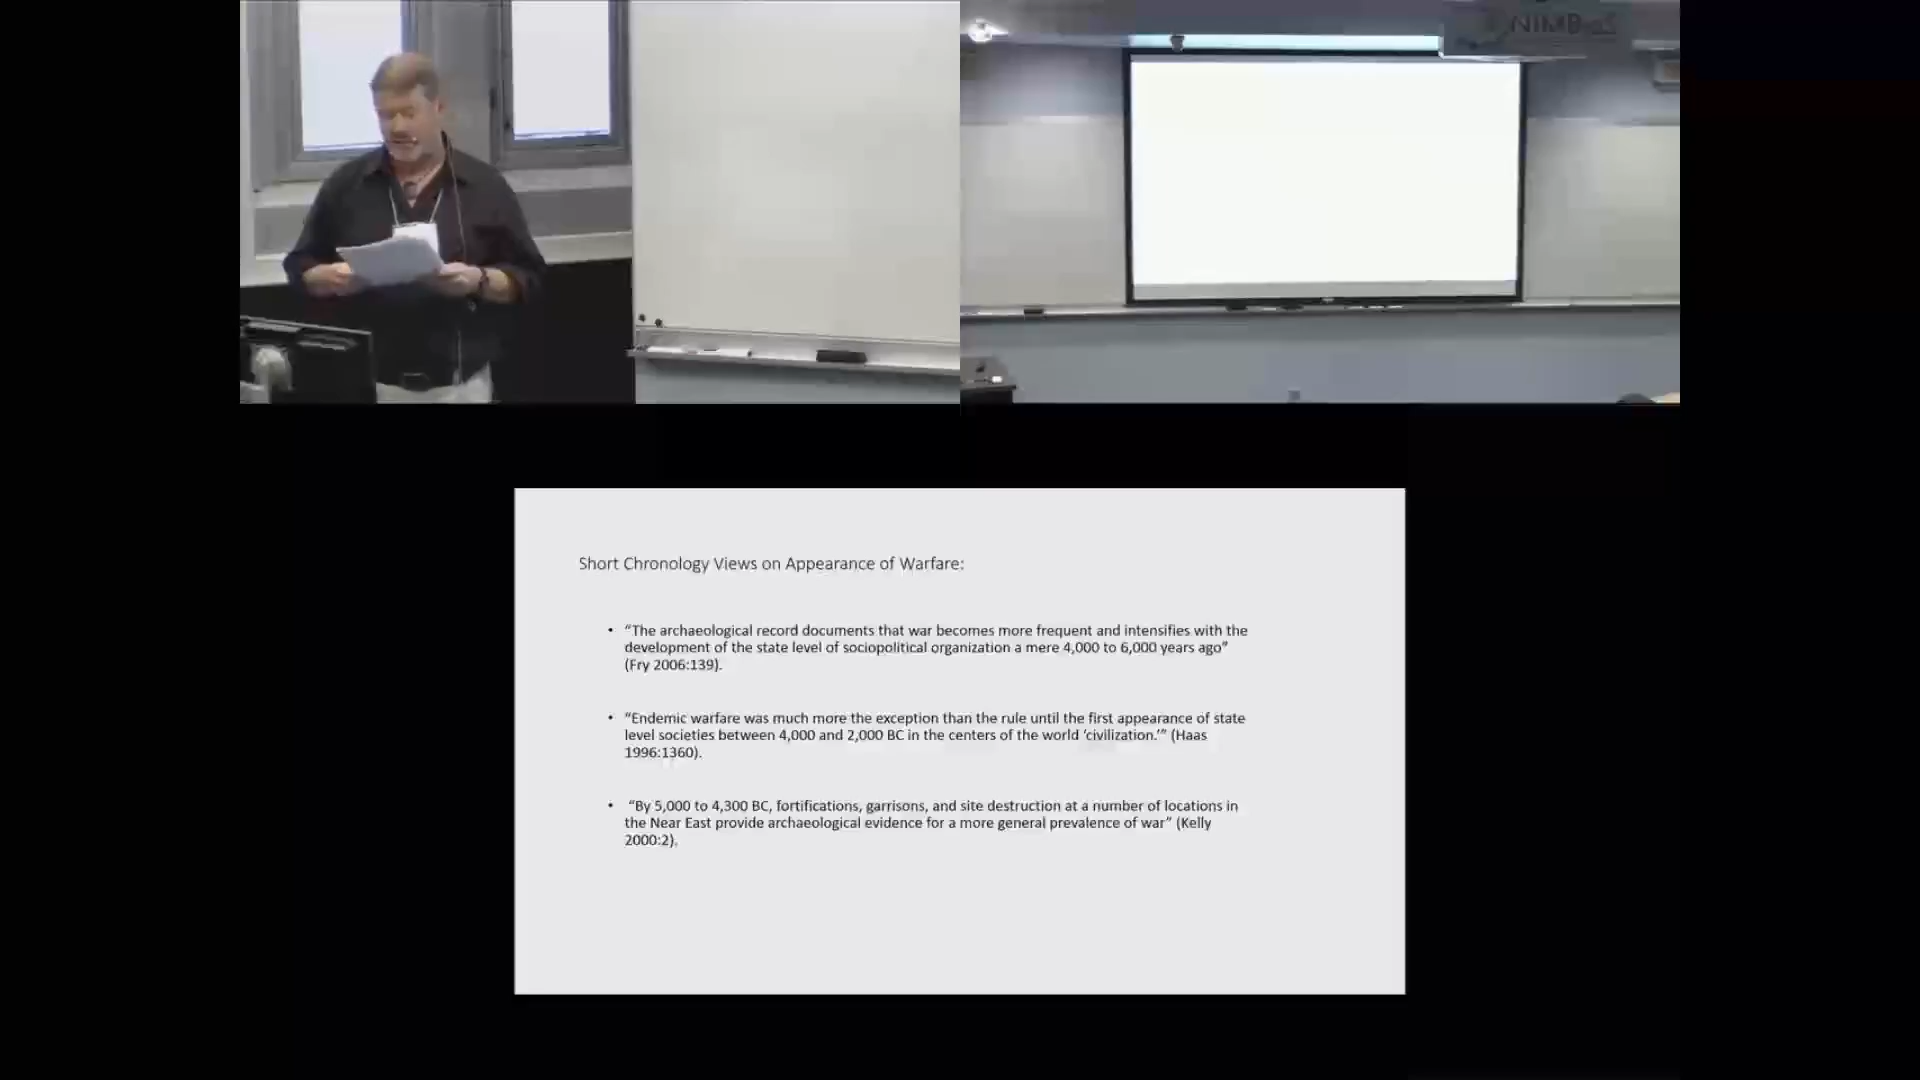 NIMBioS
Short Chronology Views on Appearance of Warfare:
• “The archaeological record documents that war becomes more frequent and intensifies with the
development of the state level of sociopolitical organization a mere 4,000 to 6,000 years ago”
(Fry 2006:139).
• “Endemic warfare was much more the exception than the rule until the first appearance of state
level societies between 4,000 and 2,000 BC in the centers of the world ‘civilization.’” (Haas
1996:1360).
• “By 5,000 to 4,300 BC, fortifications, garrisons, and site destruction at a number of locations in
the Near East provide archaeological evidence for a more general prevalence of war” (Kelly
2000:2).